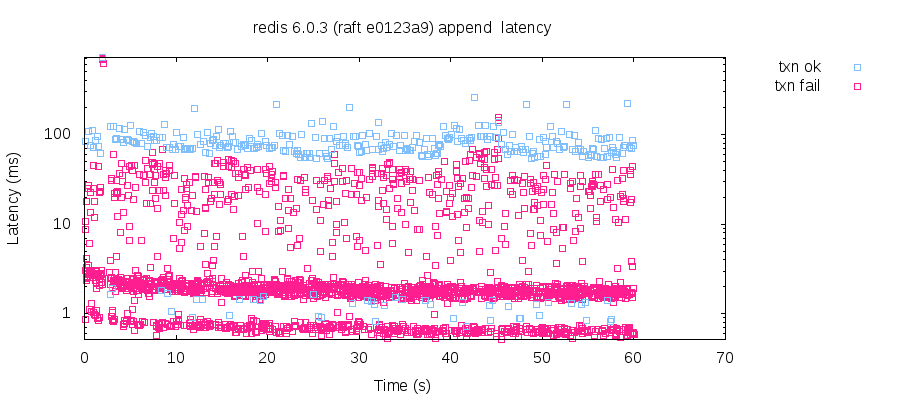 redis 6.0.3 (raft e0123a9) append  latency
txn ok
txn fail
Latency (ms)
100
10
1
0 10 20 30 40 50 60 70
Time (s)